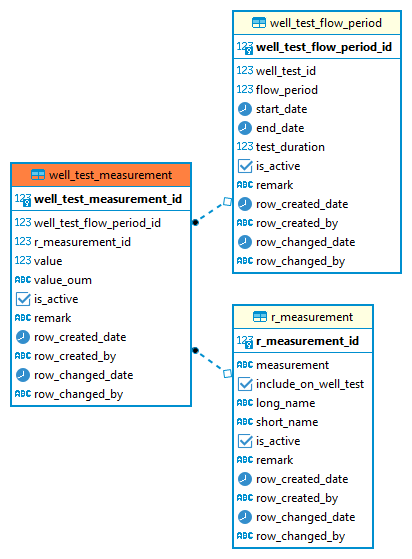 well_test_flow_period
123 well_test_flow_period_id
123 well_test_id
123 flow_period
start_date
end_date
123 test_duration
is_active
ABC remark
row_created_date
ABC row_created_by
row_changed_date
ABC row_changed_by
well_test_measurement
123 well_test_measurement_id
123 well_test_flow_period_id
123 r_measurement_id
123 value
ABC value_oum
is_active
ABC remark
row_created_date
ABC row_created_by
row_changed_date
ABC row_changed_by
r_measurement
123 r_measurement_id
ABC measurement
include_on_well_test
ABC long_name
ABC short_name
is_active
ABC remark
row_created_date
ABC row_created_by
row_changed_date
ABC row_changed_by